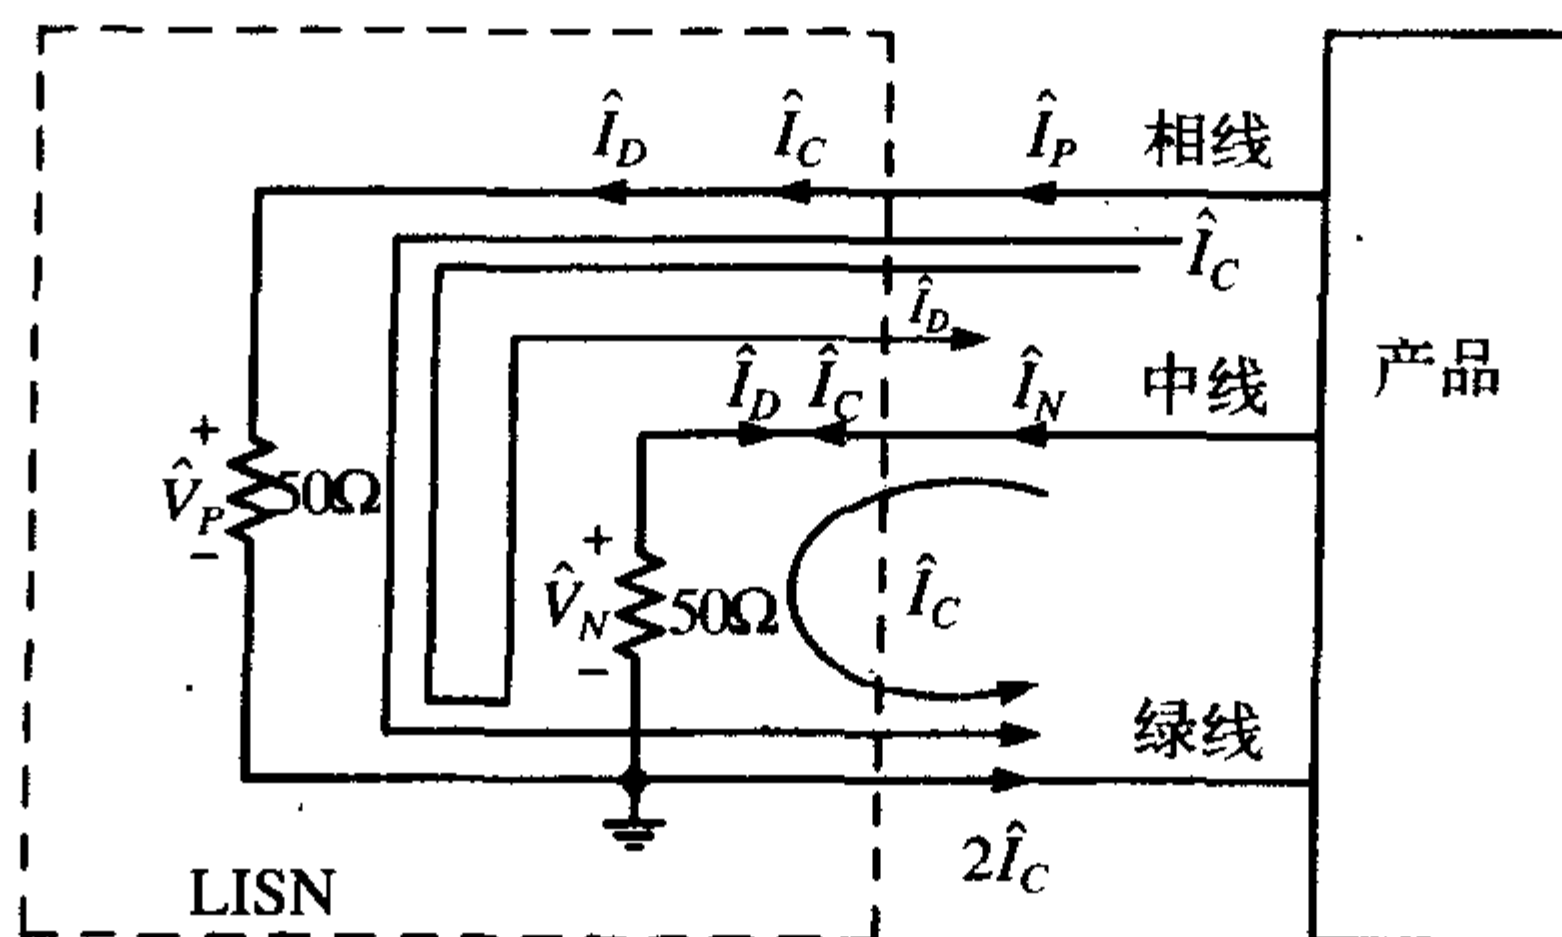 Î_D Î_C Î_P 相线
Î_C
Î_D
Î_D Î_C Î_N 中线
产品
+
V̂_P 50Ω
−
+
V̂_N 50Ω
−
Î_C
绿线
2Î_C
LISN